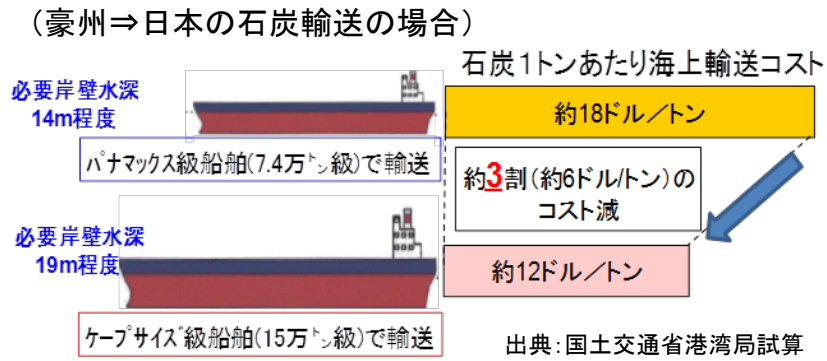 （豪州⇒日本の石炭輸送の場合）
石炭１トンあたり海上輸送コスト
必要岸壁水深
14m程度
約18ドル／トン
パナマックス級船舶(7.4万㌧級)で輸送
約3割(約6ドル/トン)の
コスト減
必要岸壁水深
19m程度
約12ドル／トン
ケープサイズ級船舶(15万㌧級)で輸送
出典：国土交通省港湾局試算